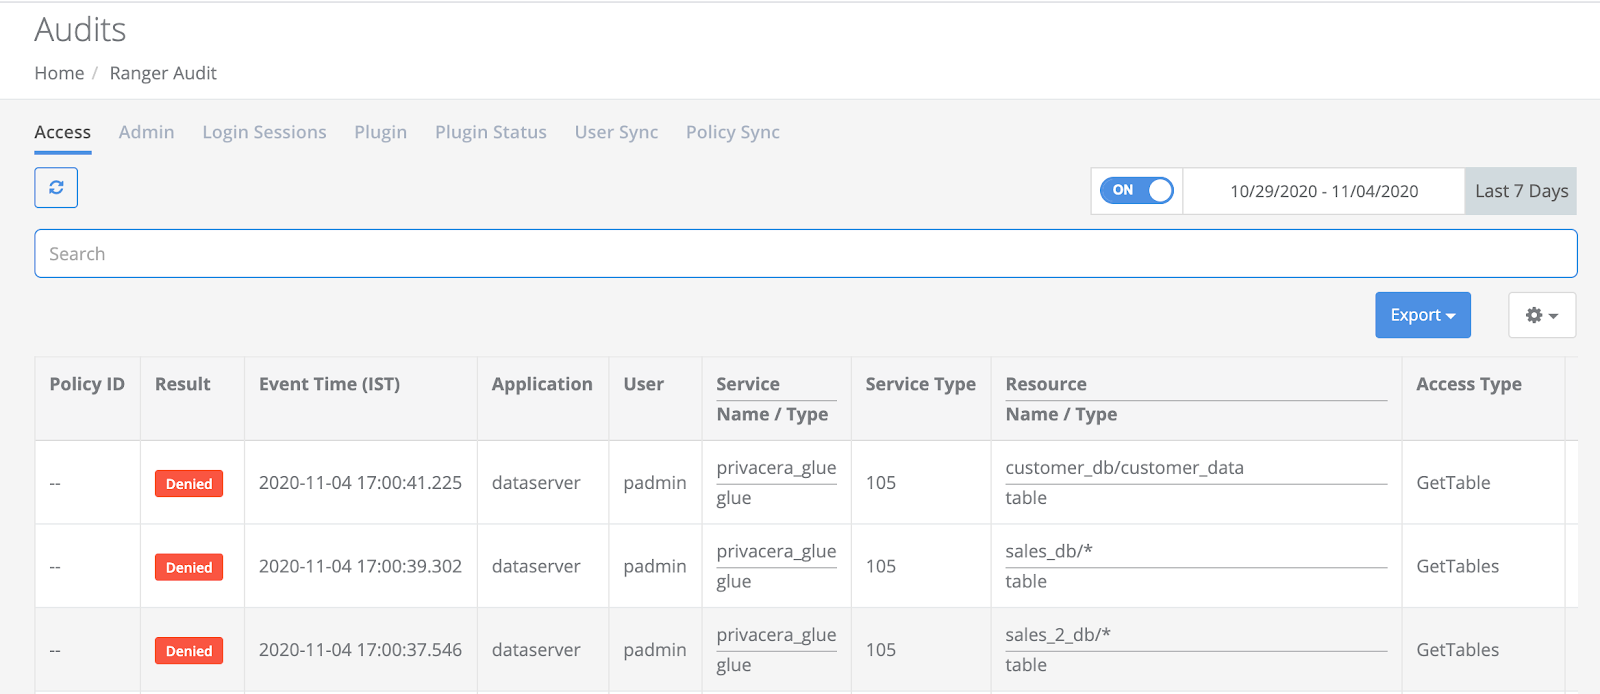 Audits
Home / Ranger Audit
Access Admin Login Sessions Plugin Plugin Status User Sync Policy Sync
ON 10/29/2020 - 11/04/2020 Last 7 Days
Search
Export
Policy ID Result Event Time (IST) Application User Service Service Type Resource Access Type
Name / Type Name / Type
privacera_glue customer_db/customer_data
-- Denied 2020-11-04 17:00:41.225 dataserver padmin 105 GetTable
glue table
privacera_glue sales_db/*
-- Denied 2020-11-04 17:00:39.302 dataserver padmin 105 GetTables
glue table
privacera_glue sales_2_db/*
-- Denied 2020-11-04 17:00:37.546 dataserver padmin 105 GetTables
glue table